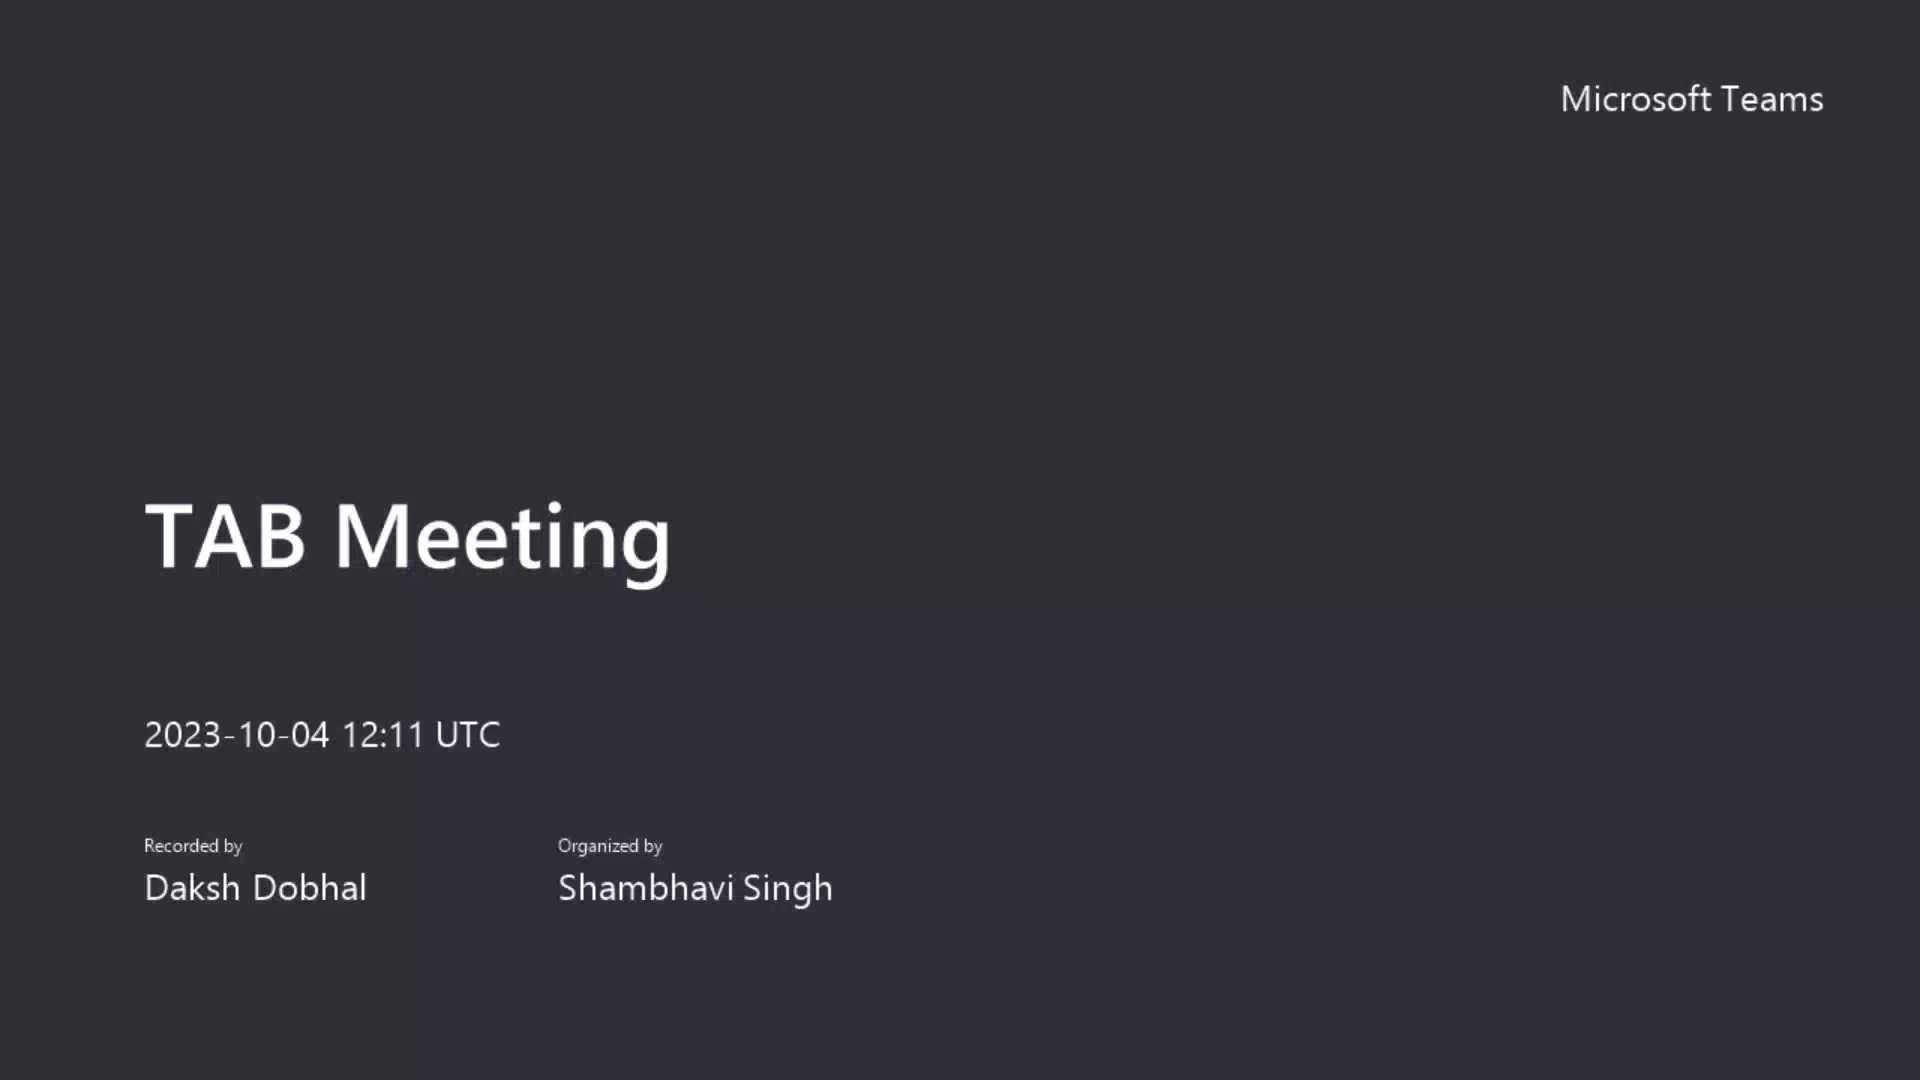 Microsoft Teams
TAB Meeting
2023-10-04 12:11 UTC
Recorded by
Daksh Dobhal
Organized by
Shambhavi Singh